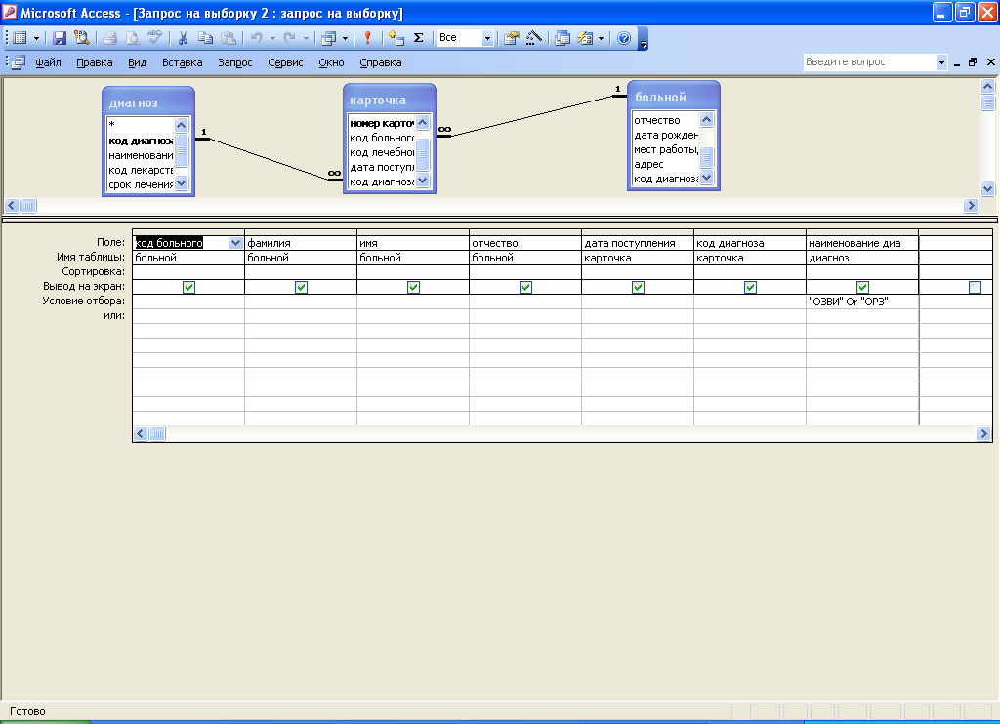 Microsoft Access - [Запрос на выборку 2 : запрос на выборку]
Все
Файл Правка Вид Вставка Запрос Сервис Окно Справка
Введите вопрос
диагноз
*
код диагноза
наименовани
код лекарств
срок лечения
1
∞
карточка
номер карточ
код больного
код лечебног
дата поступл
код диагноза
∞
1
больной
отчество
дата рожден
мест работы,
адрес
код диагноза
Поле: код больного фамилия имя отчество дата поступления код диагноза наименование диа
Имя таблицы: больной больной больной больной карточка карточка диагноз
Сортировка:
Вывод на экран:
Условие отбора: "ОЗВИ" Or "ОРЗ"
или:
Готово